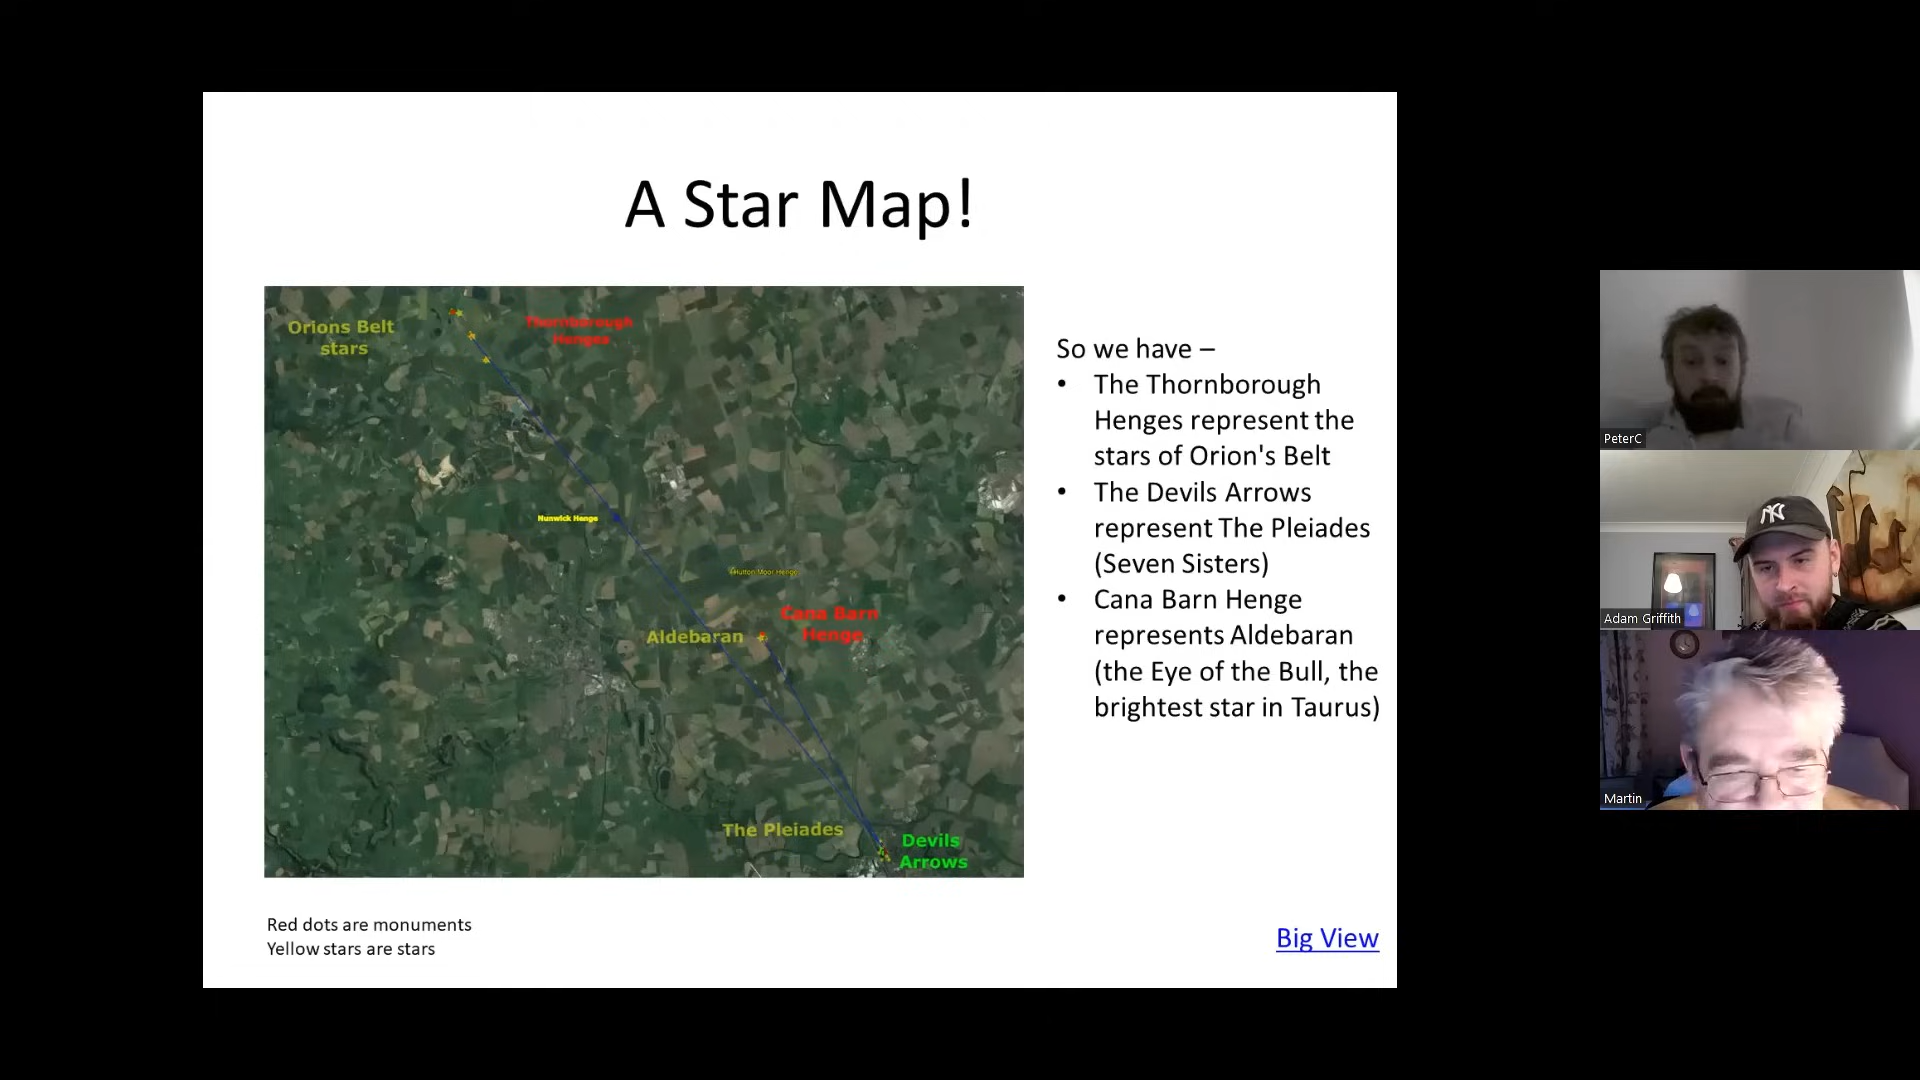 A Star Map!
Orions Belt
stars
Thornborough
Henges
Nunwick Henge
Hutton Moor Henge
Aldebaran
Cana Barn
Henge
The Pleiades
Devils
Arrows
So we have –
• The Thornborough
Henges represent the
stars of Orion's Belt
• The Devils Arrows
represent The Pleiades
(Seven Sisters)
• Cana Barn Henge
represents Aldebaran
(the Eye of the Bull, the
brightest star in Taurus)
Red dots are monuments
Yellow stars are stars
Big View
PeterC
NY
Adam Griffith
Martin